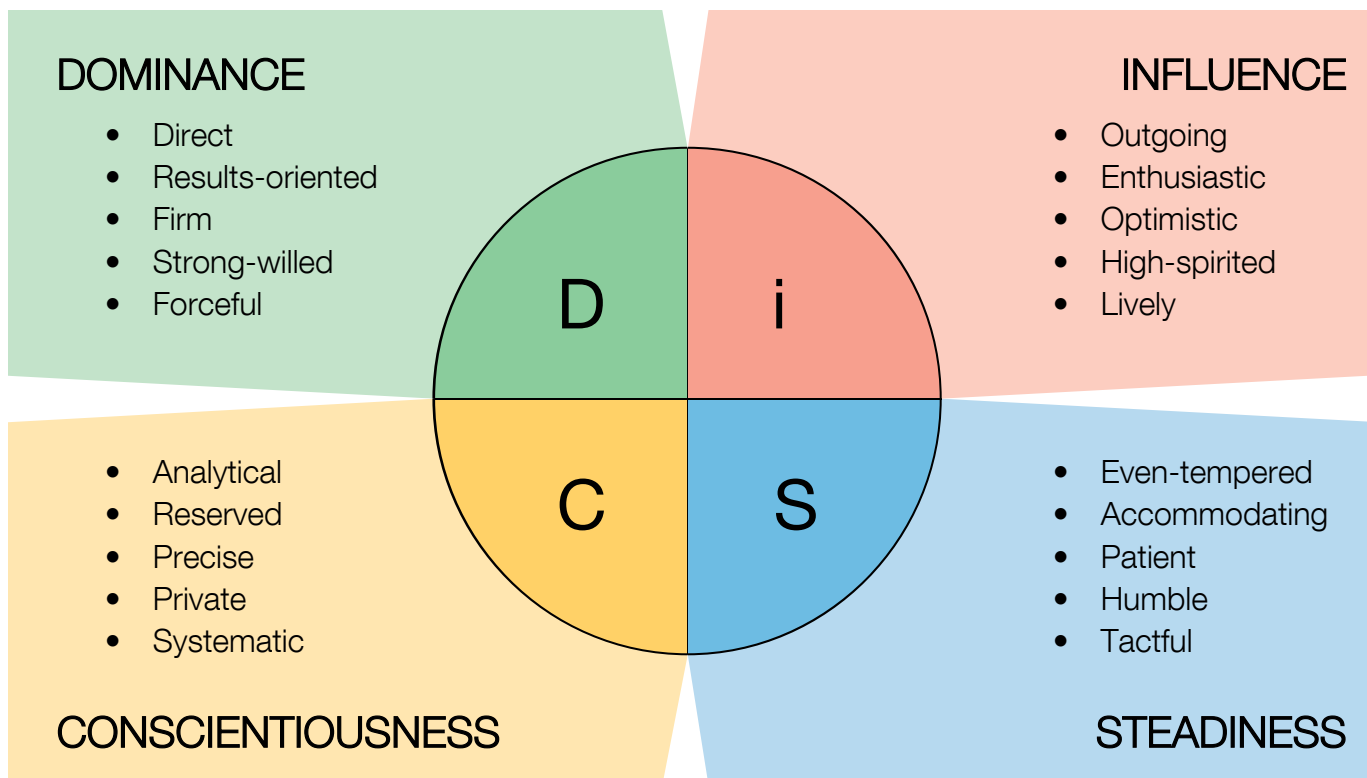 DOMINANCE
• Direct
• Results-oriented
• Firm
• Strong-willed
• Forceful
INFLUENCE
• Outgoing
• Enthusiastic
• Optimistic
• High-spirited
• Lively
D
i
C
S
• Analytical
• Reserved
• Precise
• Private
• Systematic
CONSCIENTIOUSNESS
• Even-tempered
• Accommodating
• Patient
• Humble
• Tactful
STEADINESS